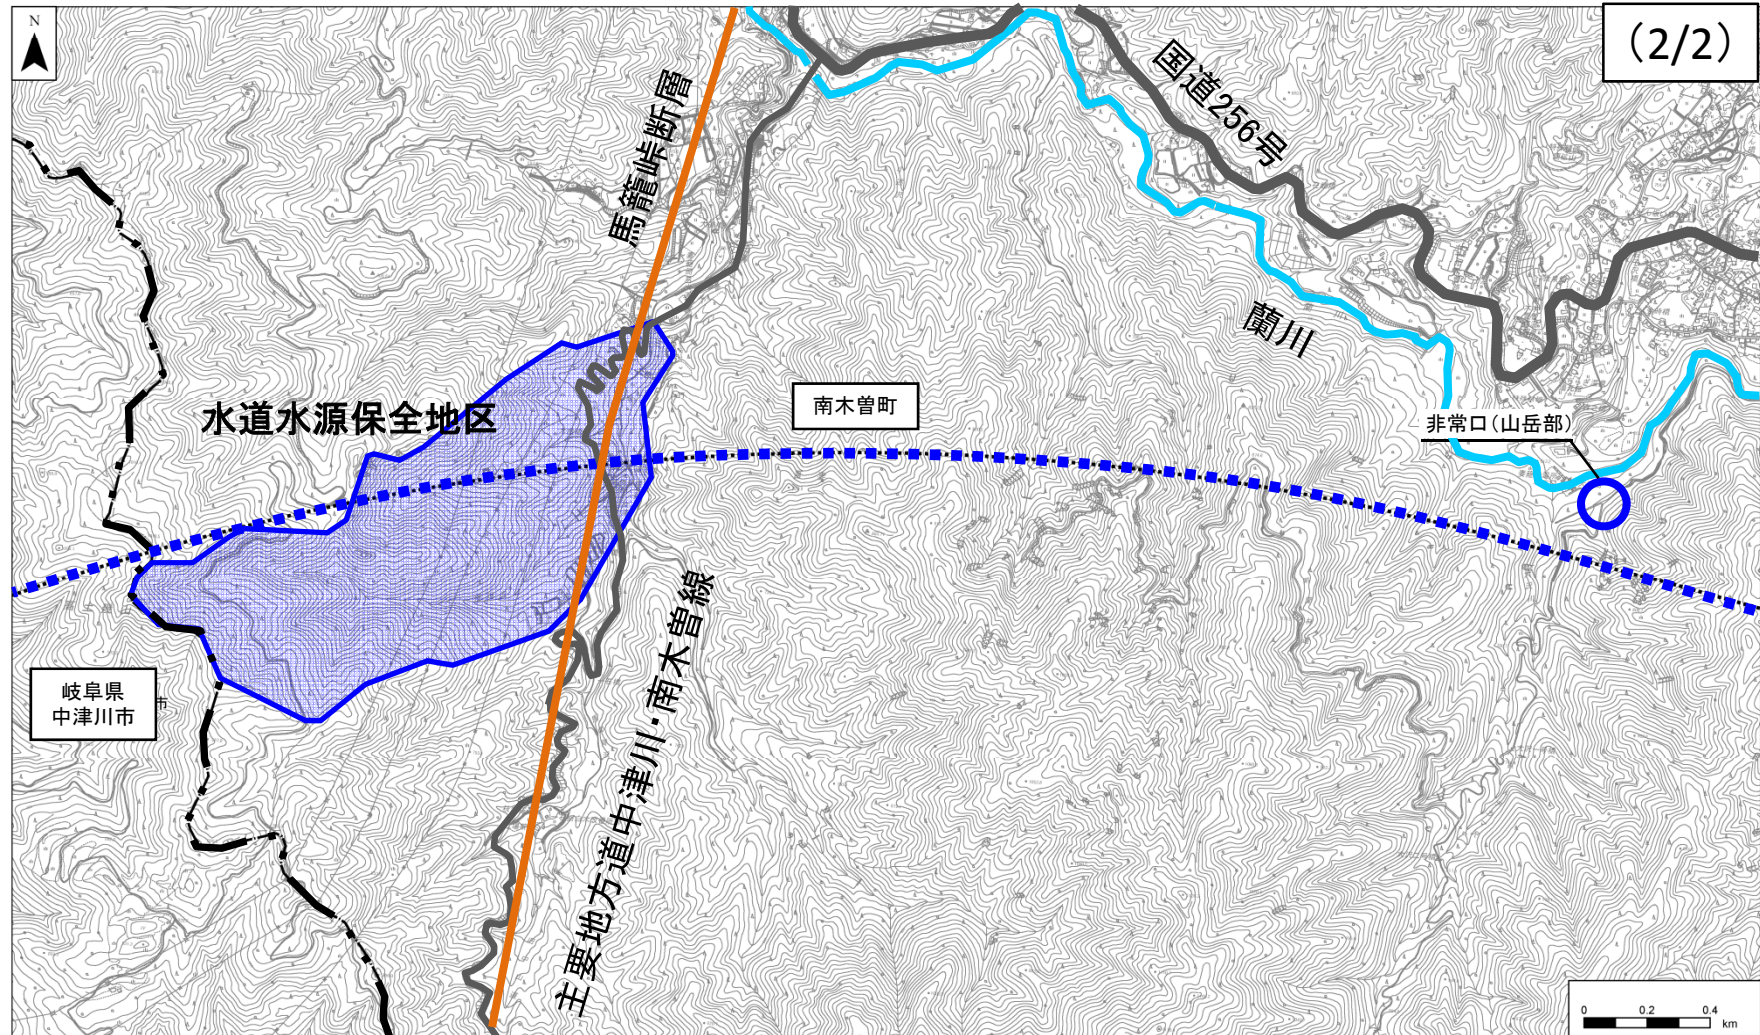 N
（2/2）
国道256号
馬籠峠断層
蘭川
南木曽町
水道水源保全地区
非常口（山岳部）
主要地方道中津川・南木曽線
岐阜県
中津川市
市
0 0.2 0.4
km